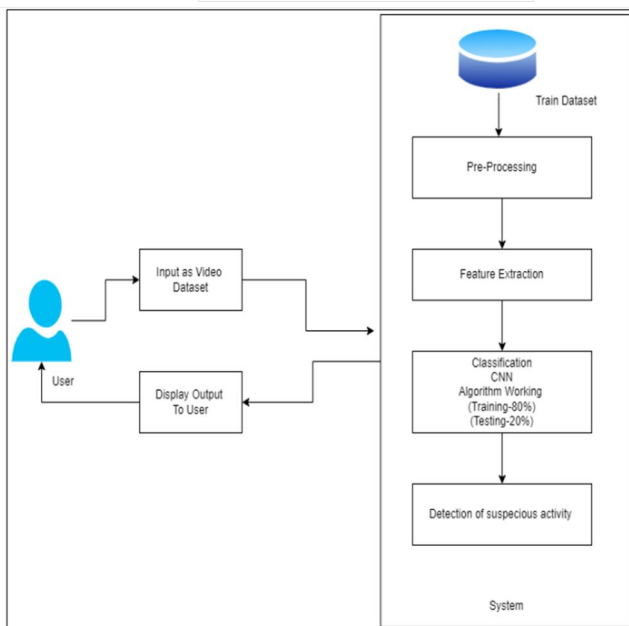 Train Dataset
Pre-Processing
Input as Video
Dataset
Feature Extraction
User
Display Output
To User
Classification
CNN
Algorithm Working
(Training-80%)
(Testing-20%)
Detection of suspecious activity
System